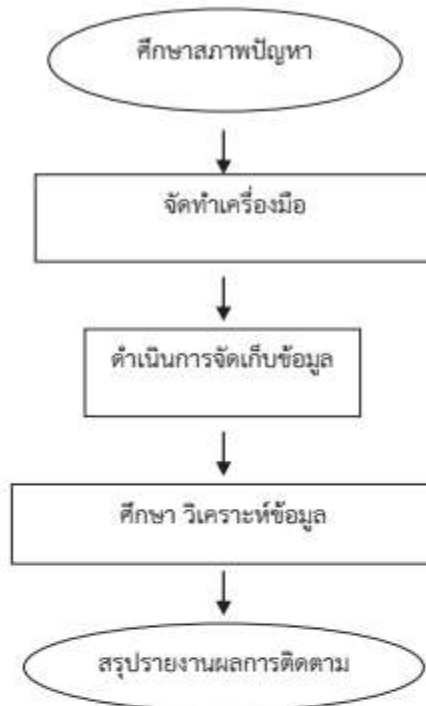 ศึกษาสภาพปัญหา
จัดทำเครื่องมือ
ดำเนินการจัดเก็บข้อมูล
ศึกษา วิเคราะห์ข้อมูล
สรุปรายงานผลการติดตาม